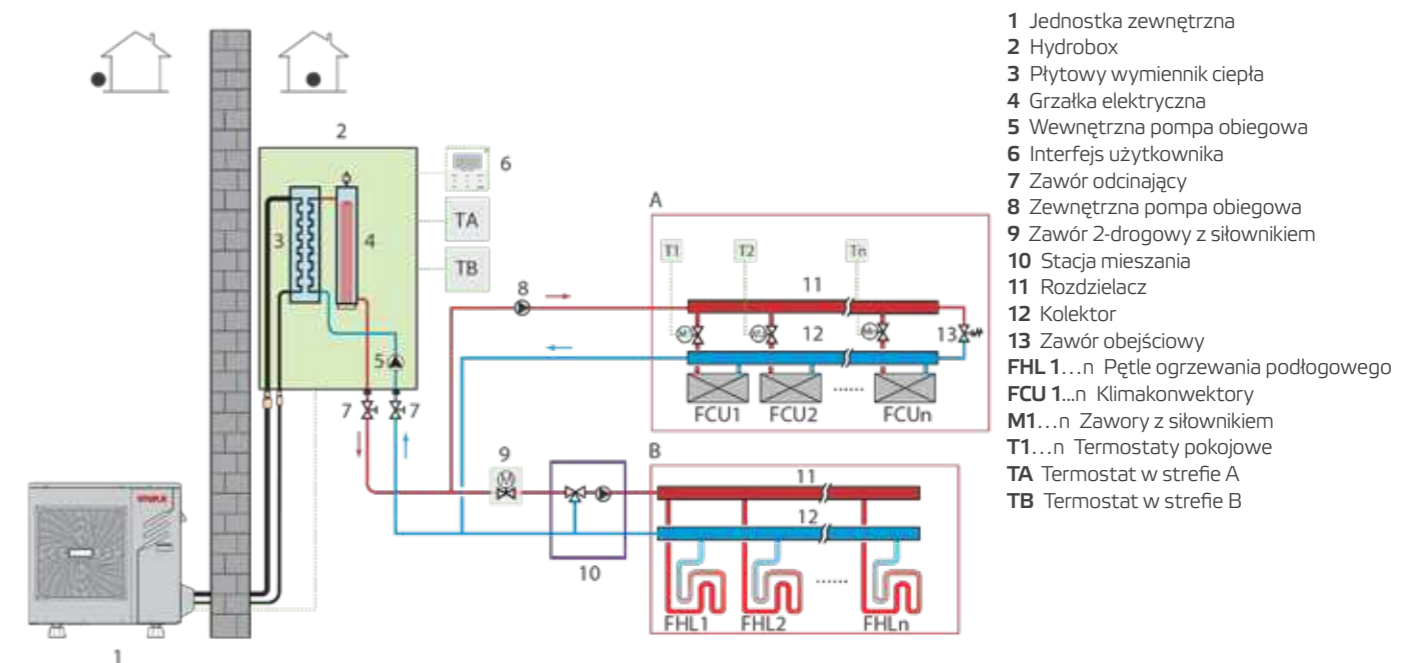 2
6
TA
TB
3
4
5
7
7
8
A
T1
T2
Tn
11
12
13
FCU1
FCU2
......
FCUn
9
10
B
11
12
......
FHL1
FHL2
FHLn
1
1 Jednostka zewnętrzna
2 Hydrobox
3 Płytowy wymiennik ciepła
4 Grzałka elektryczna
5 Wewnętrzna pompa obiegowa
6 Interfejs użytkownika
7 Zawór odcinający
8 Zewnętrzna pompa obiegowa
9 Zawór 2-drogowy z siłownikiem
10 Stacja mieszania
11 Rozdzielacz
12 Kolektor
13 Zawór obejściowy
FHL 1...n Pętle ogrzewania podłogowego
FCU 1...n Klimakonwektory
M1...n Zawory z siłownikiem
T1...n Termostaty pokojowe
TA Termostat w strefie A
TB Termostat w strefie B